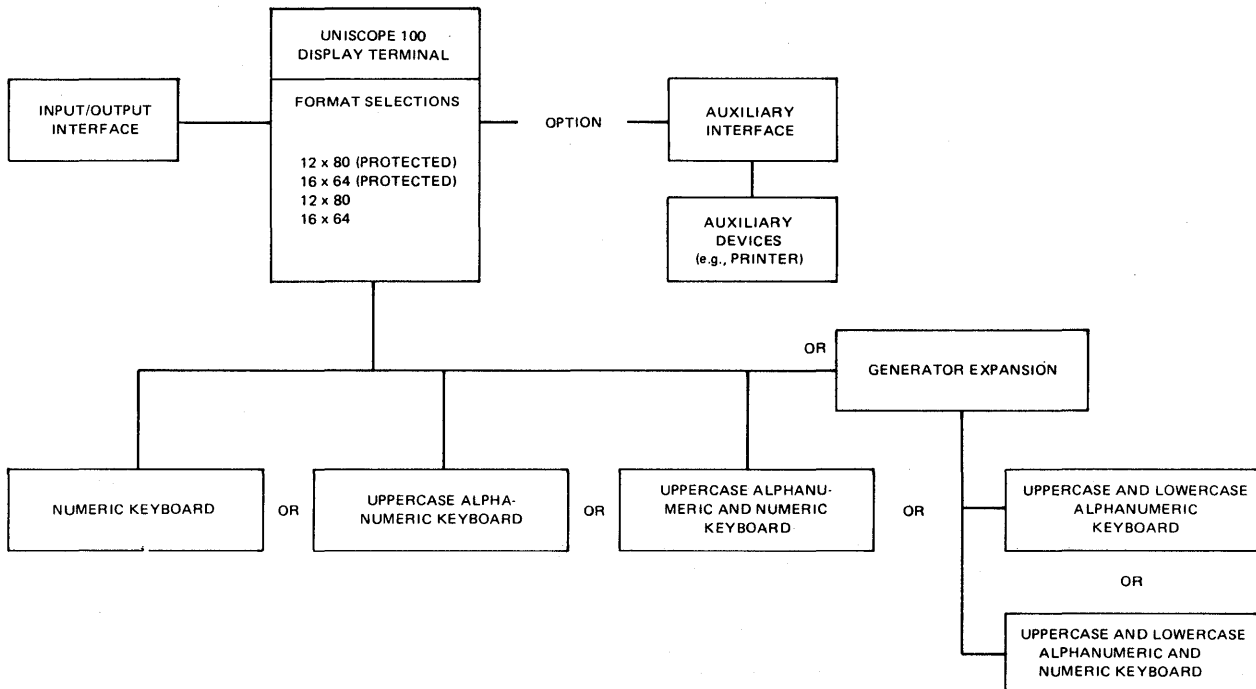 UNISCOPE 100
DISPLAY TERMINAL
INPUT/OUTPUT
INTERFACE
FORMAT SELECTIONS
12 x 80 (PROTECTED)
16 x 64 (PROTECTED)
12 x 80
16 x 64
OPTION
AUXILIARY
INTERFACE
AUXILIARY
DEVICES
(e.g., PRINTER)
OR
GENERATOR EXPANSION
NUMERIC KEYBOARD
OR
UPPERCASE ALPHA-
NUMERIC KEYBOARD
OR
UPPERCASE ALPHANU-
MERIC AND NUMERIC
KEYBOARD
OR
UPPERCASE AND LOWERCASE
ALPHANUMERIC
KEYBOARD
OR
UPPERCASE AND LOWERCASE
ALPHANUMERIC AND
NUMERIC KEYBOARD